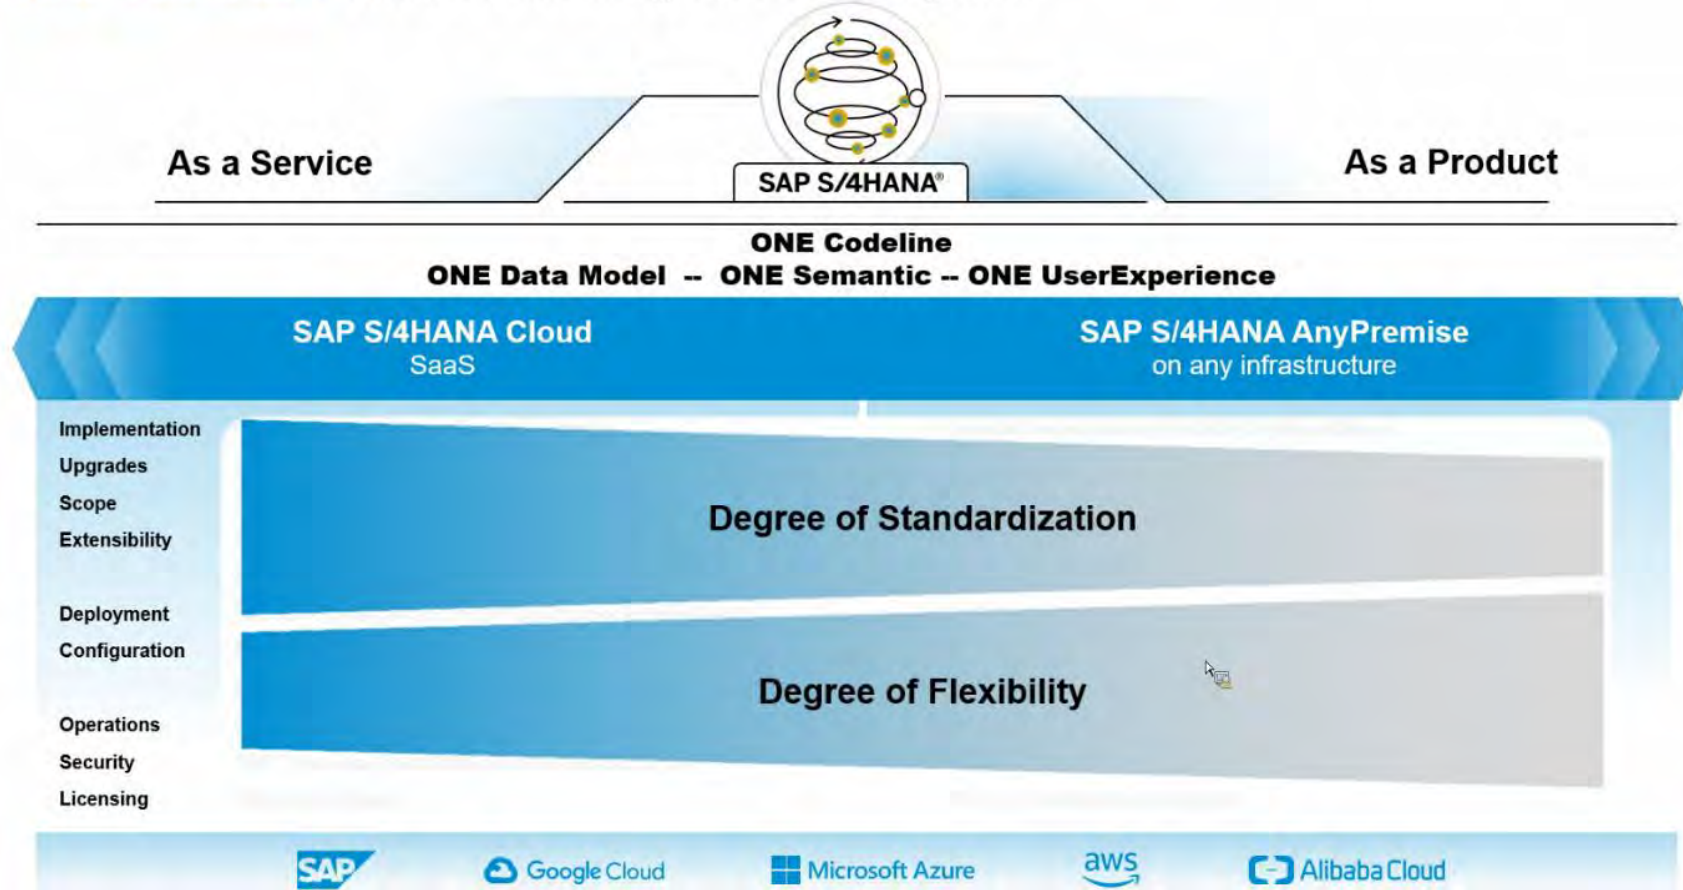 As a Service
As a Product
SAP S/4HANA®
ONE Codeline
ONE Data Model -- ONE Semantic -- ONE UserExperience
SAP S/4HANA Cloud
SaaS
SAP S/4HANA AnyPremise
on any infrastructure
Implementation
Upgrades
Scope
Extensibility
Deployment
Configuration
Operations
Security
Licensing
Degree of Standardization
Degree of Flexibility
SAP
Google Cloud
Microsoft Azure
aws
Alibaba Cloud